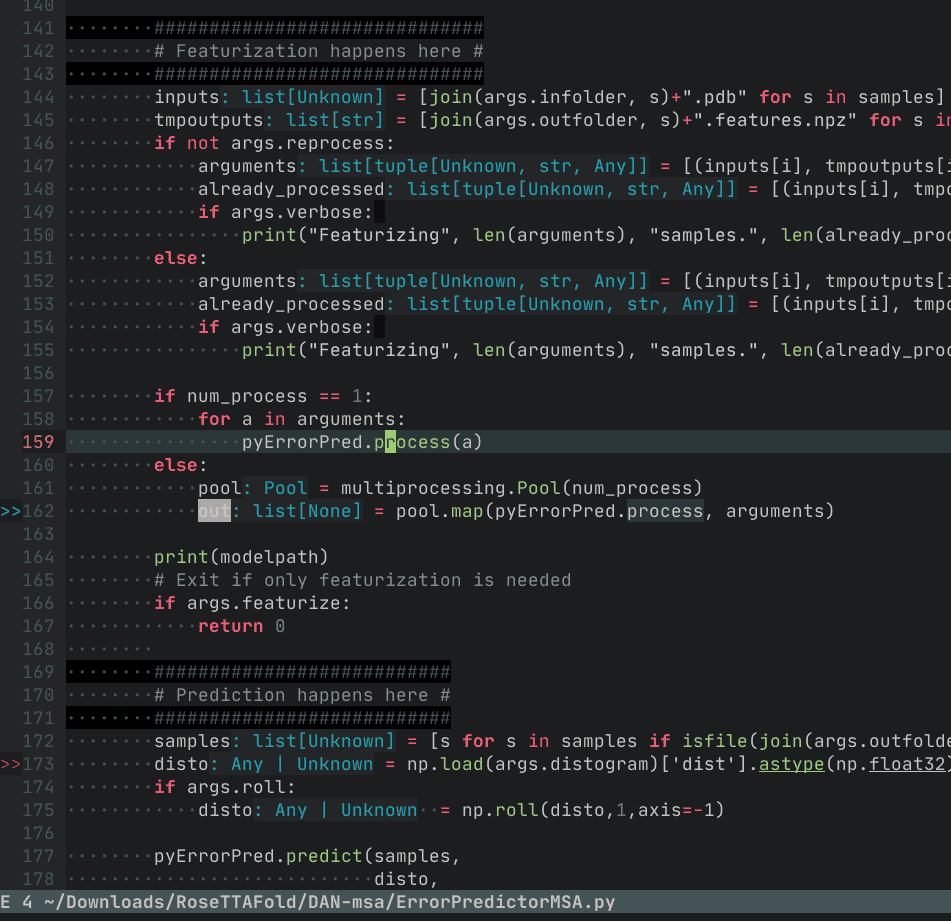 140
141 ##############################
142 # Featurization happens here #
143 ##############################
144 inputs: list[Unknown] = [join(args.infolder, s)+".pdb" for s in samples]
145 tmpoutputs: list[str] = [join(args.outfolder, s)+".features.npz" for s in
146 if not args.reprocess:
147 arguments: list[tuple[Unknown, str, Any]] = [(inputs[i], tmpoutputs[i
148 already_processed: list[tuple[Unknown, str, Any]] = [(inputs[i], tmpo
149 if args.verbose:
150 print("Featurizing", len(arguments), "samples.", len(already_proc
151 else:
152 arguments: list[tuple[Unknown, str, Any]] = [(inputs[i], tmpoutputs[i
153 already_processed: list[tuple[Unknown, str, Any]] = [(inputs[i], tmpo
154 if args.verbose:
155 print("Featurizing", len(arguments), "samples.", len(already_proc
156
157 if num_process == 1:
158 for a in arguments:
159 pyErrorPred.process(a)
160 else:
161 pool: Pool = multiprocessing.Pool(num_process)
>>162 out: list[None] = pool.map(pyErrorPred.process, arguments)
163
164 print(modelpath)
165 # Exit if only featurization is needed
166 if args.featurize:
167 return 0
168
169 ###########################
170 # Prediction happens here #
171 ###########################
172 samples: list[Unknown] = [s for s in samples if isfile(join(args.outfolde
>>173 disto: Any | Unknown = np.load(args.distogram)['dist'].astype(np.float32)
174 if args.roll:
175 disto: Any | Unknown = np.roll(disto,1,axis=-1)
176
177 pyErrorPred.predict(samples,
178 disto,
E 4 ~/Downloads/RoseTTAFold/DAN-msa/ErrorPredictorMSA.py